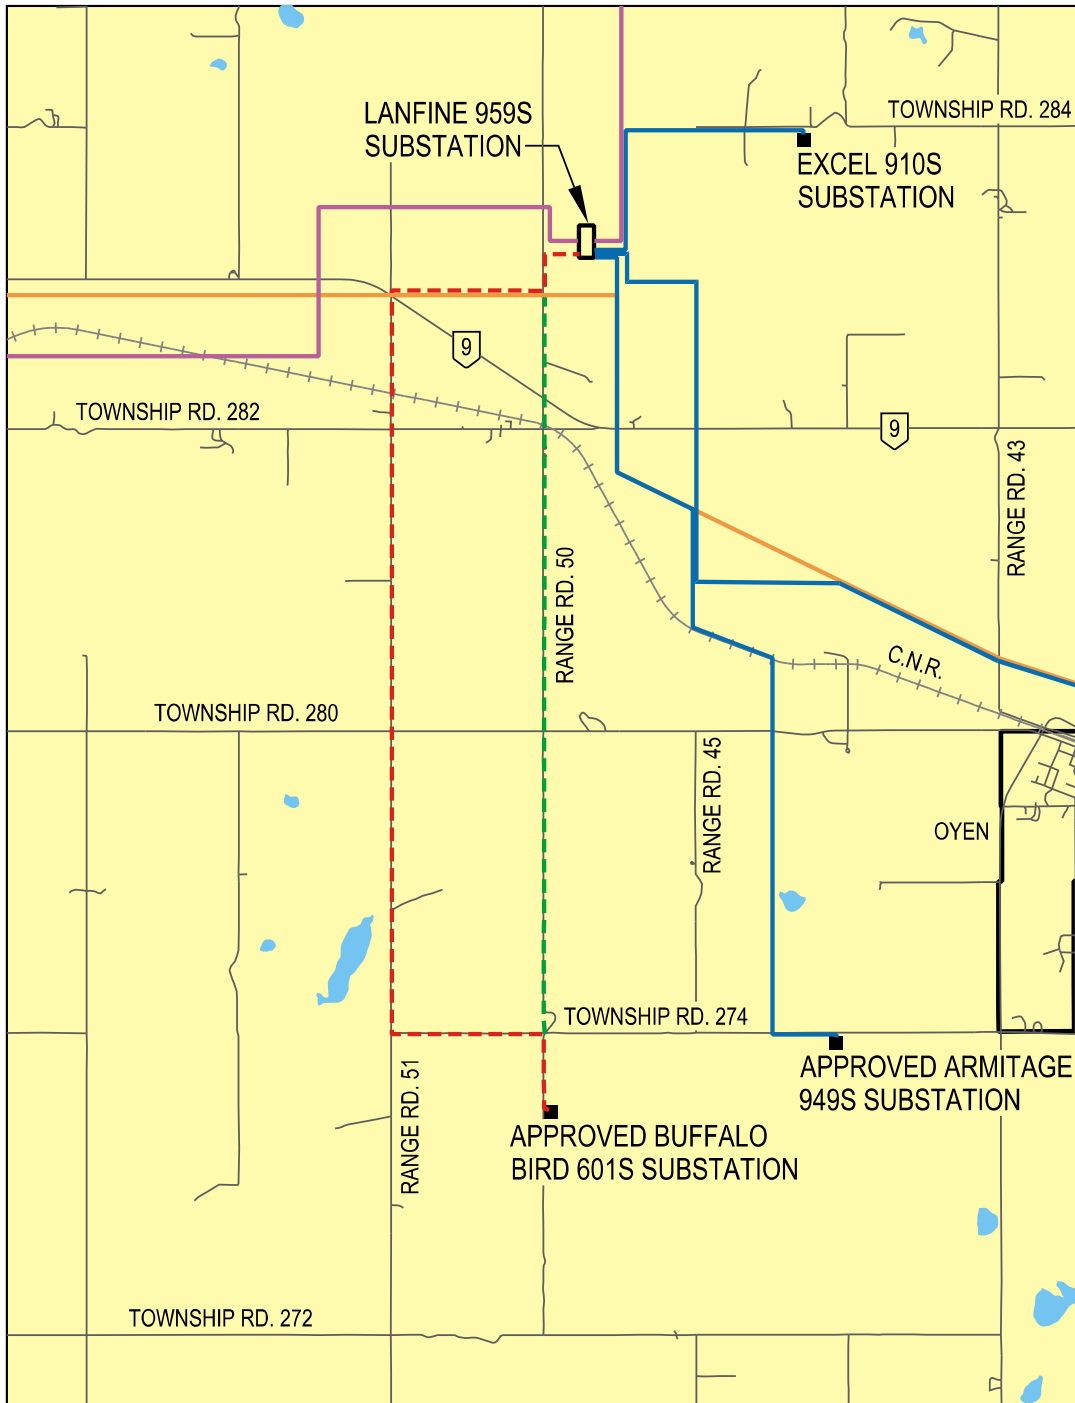 TOWNSHIP RD. 284
LANFINE 959S
SUBSTATION
EXCEL 910S
SUBSTATION
9
TOWNSHIP RD. 282
9
RANGE RD. 43
RANGE RD. 50
C.N.R.
TOWNSHIP RD. 280
RANGE RD. 45
OYEN
TOWNSHIP RD. 274
APPROVED ARMITAGE
949S SUBSTATION
RANGE RD. 51
APPROVED BUFFALO
BIRD 601S SUBSTATION
TOWNSHIP RD. 272